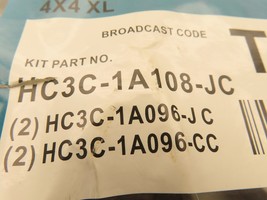 4X4 XL
BROADCAST CODE
T
KIT PART NO.
HC3C-1A108-JC
(2) HC3C-1A096-JC
(2) HC3C-1A096-CC